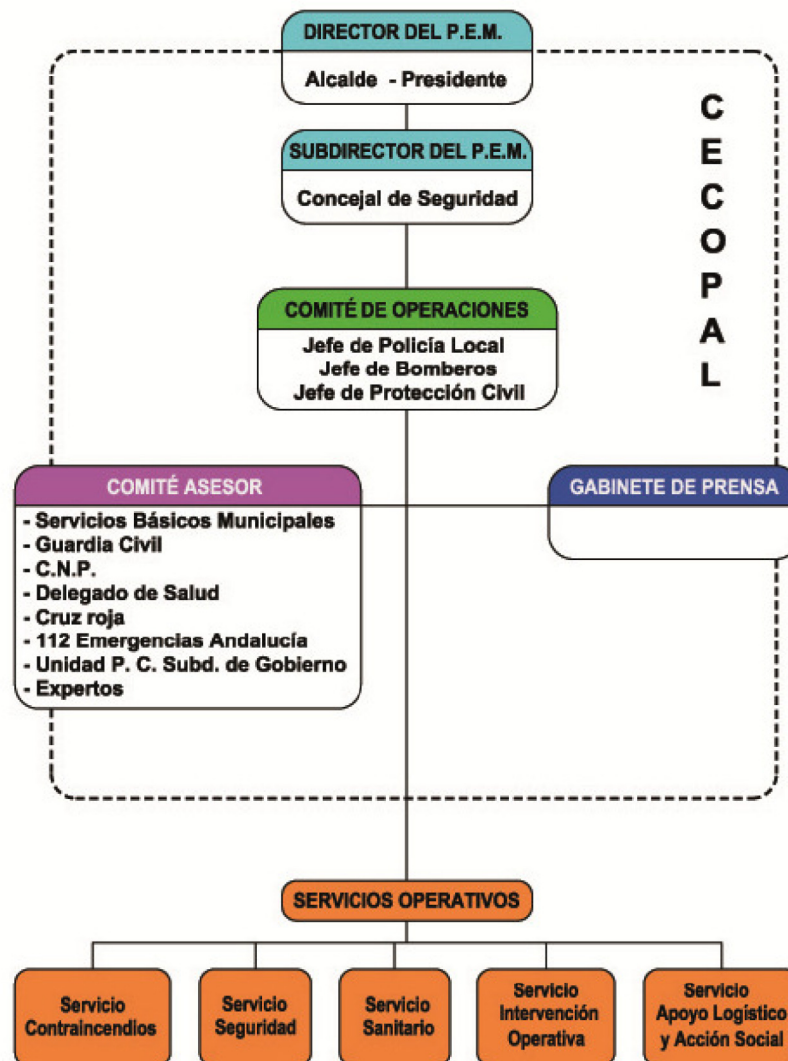 DIRECTOR DEL P.E.M.
Alcalde - Presidente
SUBDIRECTOR DEL P.E.M.
Concejal de Seguridad
CECOPAL
COMITÉ DE OPERACIONES
Jefe de Policía Local
Jefe de Bomberos
Jefe de Protección Civil
COMITÉ ASESOR
- Servicios Básicos Municipales
- Guardia Civil
- C.N.P.
- Delegado de Salud
- Cruz roja
- 112 Emergencias Andalucía
- Unidad P. C. Subd. de Gobierno
- Expertos
GABINETE DE PRENSA
SERVICIOS OPERATIVOS
Servicio
Contraincendios
Servicio
Seguridad
Servicio
Sanitario
Servicio
Intervención
Operativa
Servicio
Apoyo Logístico
y Acción Social